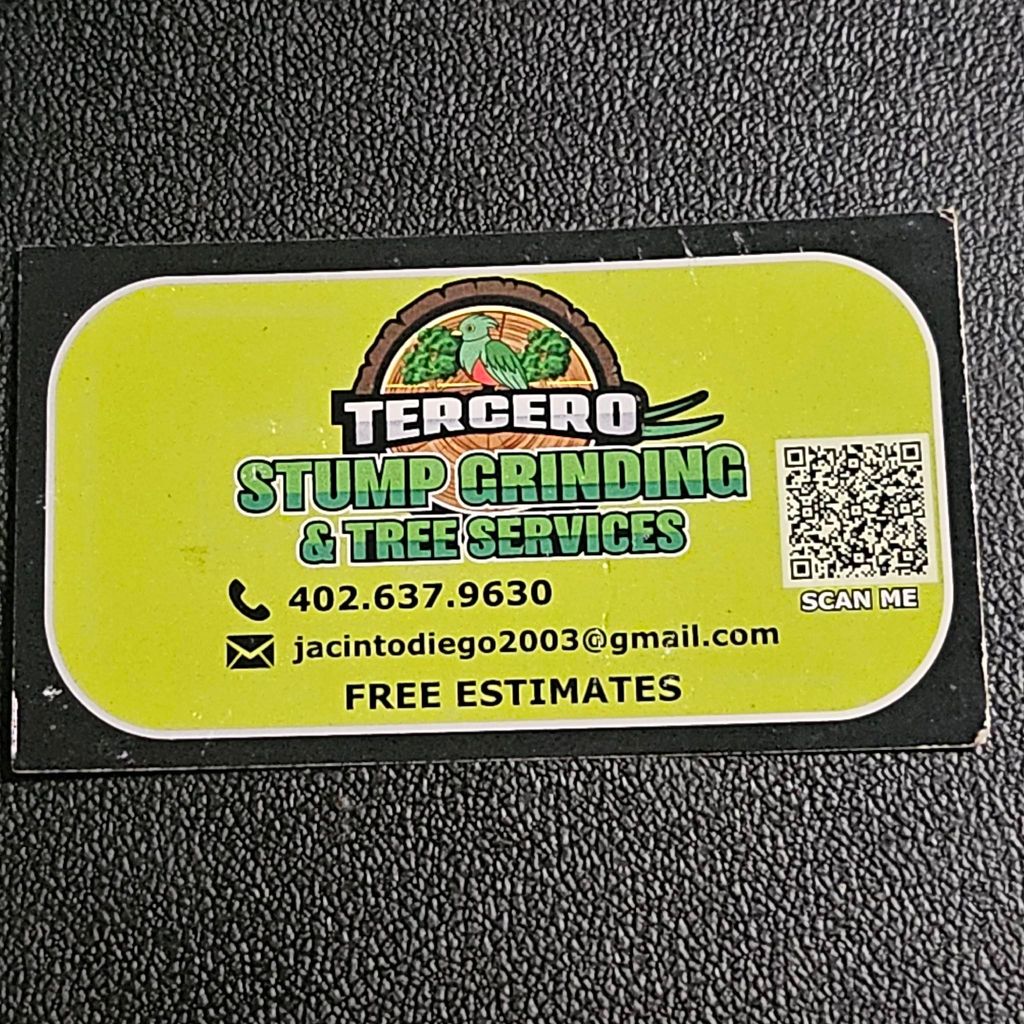 TERCERO
STUMP GRINDING
& TREE SERVICES
402.637.9630
jacintodiego2003@gmail.com
FREE ESTIMATES
SCAN ME